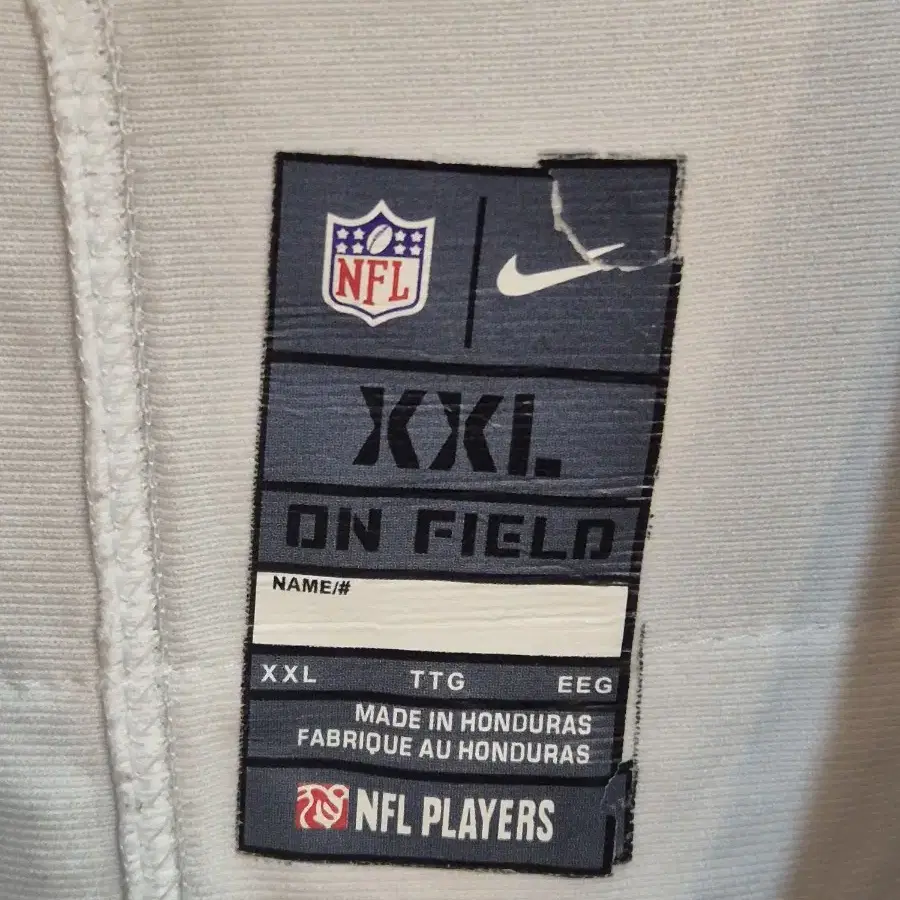 NFL
XXL
ON FIELD
NAME/#
XXL TTG EEG
MADE IN HONDURAS
FABRIQUE AU HONDURAS
NFL PLAYERS